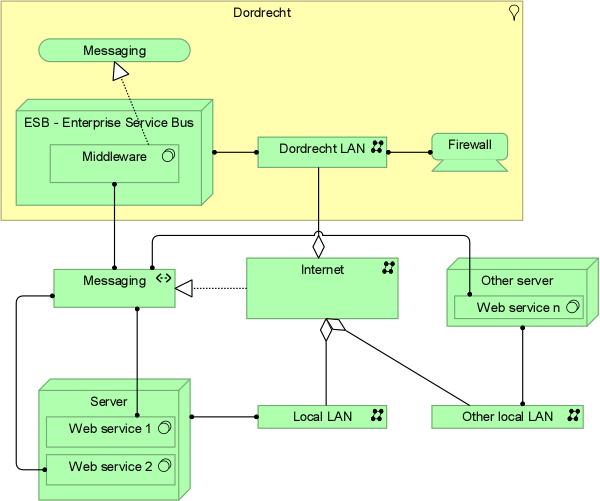 Dordrecht
Messaging
ESB - Enterprise Service Bus
Middleware
Dordrecht LAN
Firewall
Messaging
Internet
Other server
Web service n
Server
Web service 1
Web service 2
Local LAN
Other local LAN